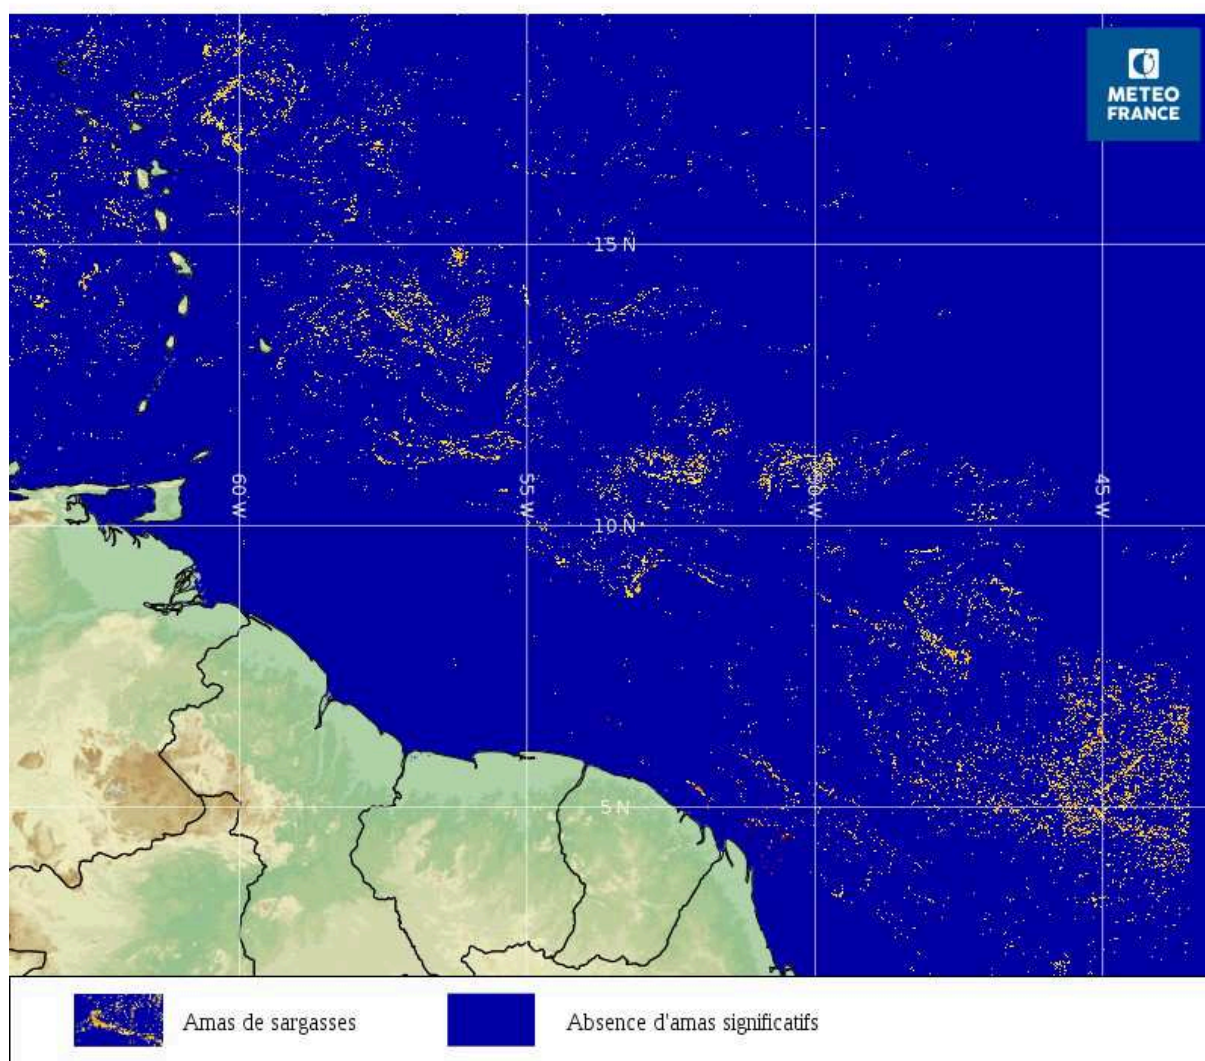 METEO
FRANCE
15 N
60 W
55 W
50 W
45 W
10 N
5 N
Amas de sargasses
Absence d'amas significatifs